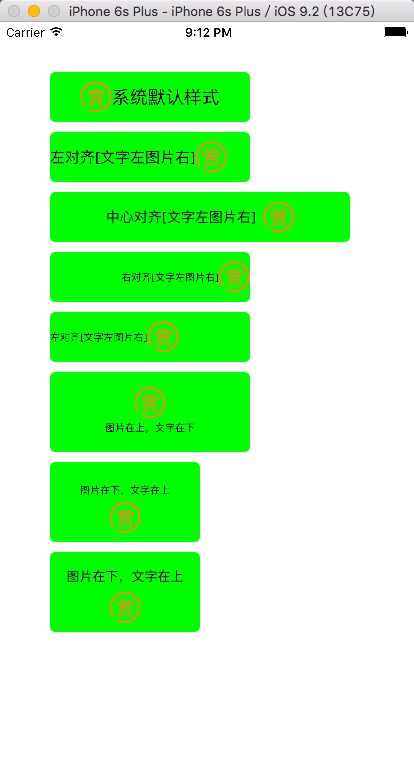 iPhone 6s Plus - iPhone 6s Plus / iOS 9.2 (13C75)
Carrier 9:12 PM
赏系统默认样式
左对齐[文字左图片右]赏
中心对齐[文字左图片右] 赏
右对齐[文字左图片右]赏
左对齐[文字左图片右]赏
赏
图片在上，文字在下
图片在下，文字在上
赏
图片在下，文字在上
赏